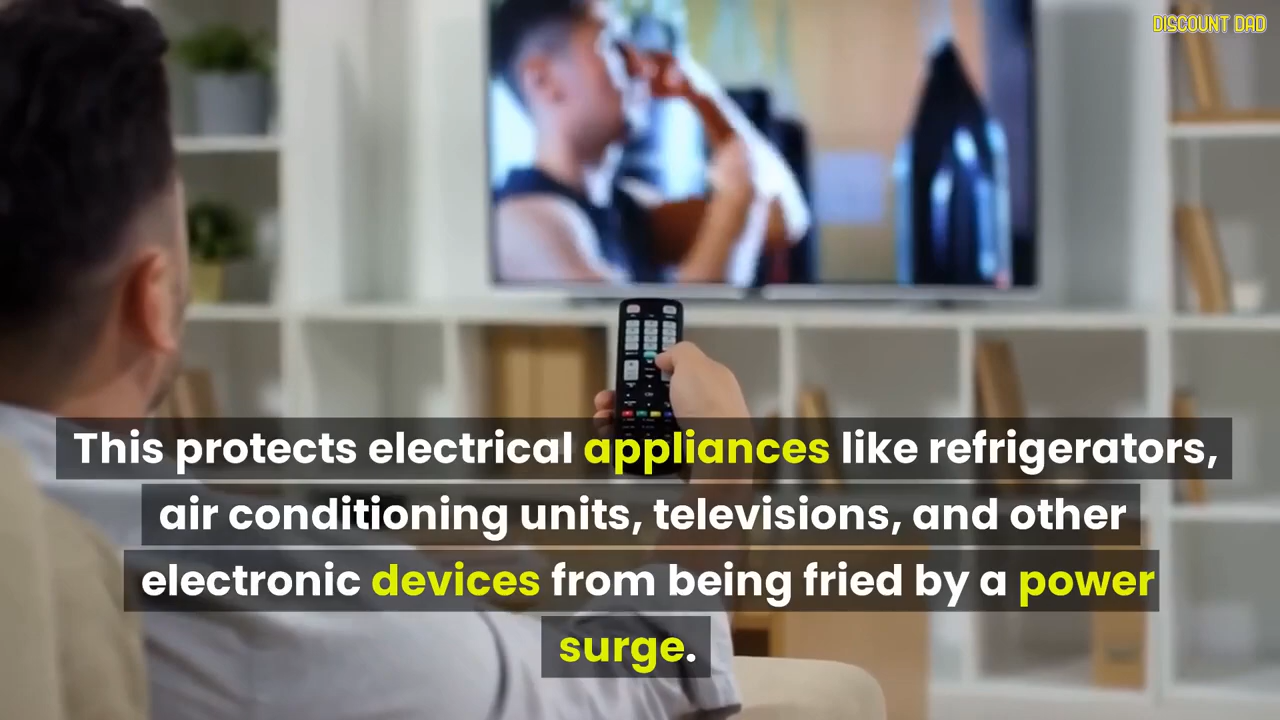 DISCOUNT DAD
This protects electrical appliances like refrigerators,
air conditioning units, televisions, and other
electronic devices from being fried by a power
surge.